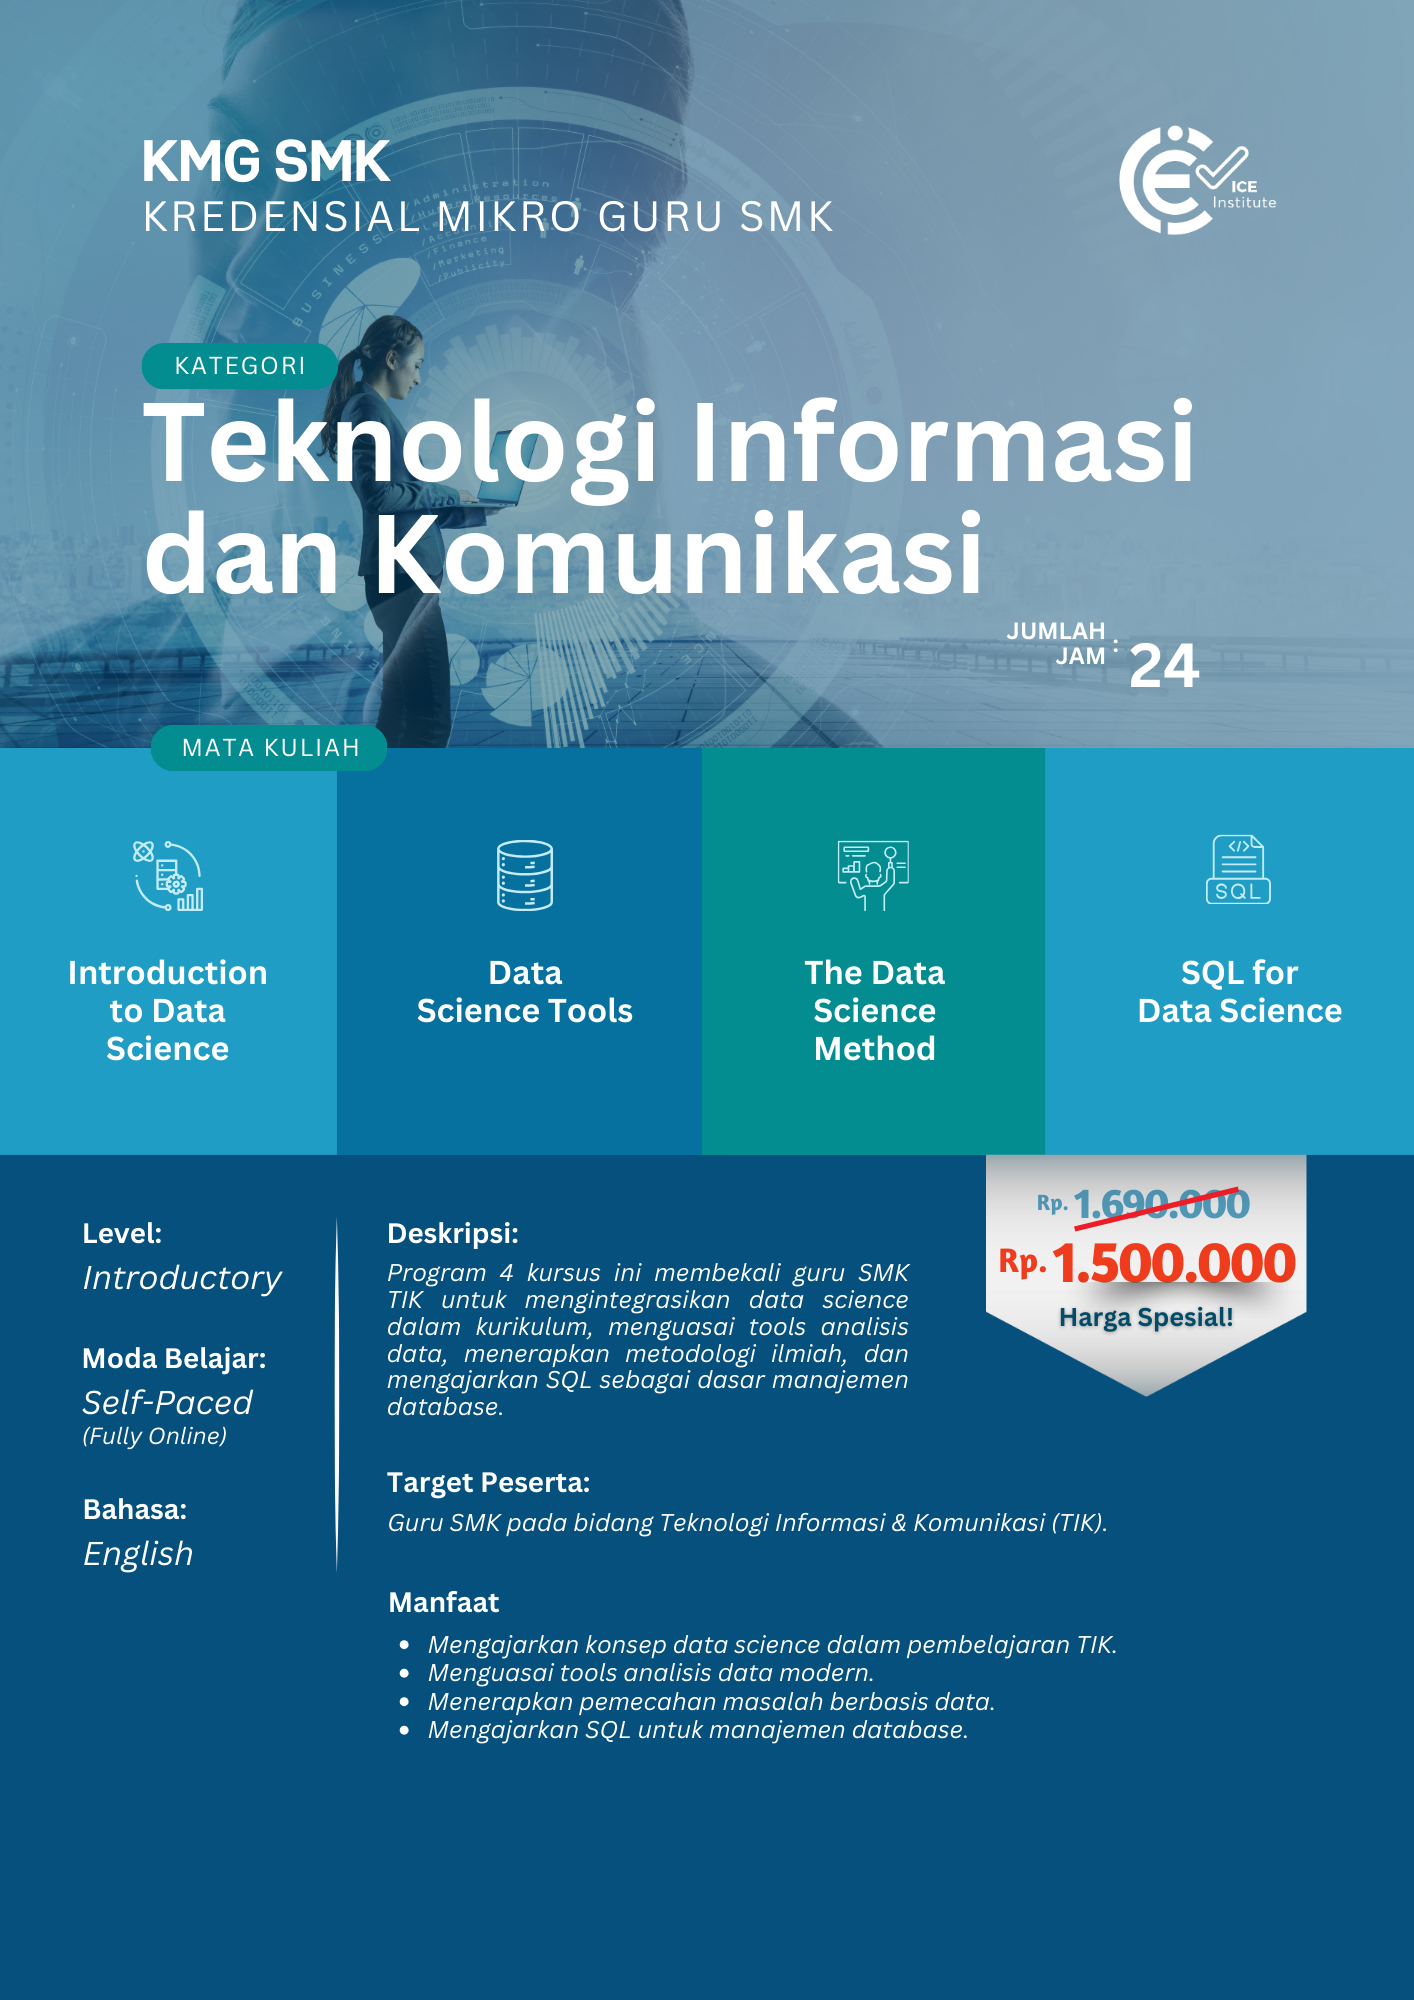 KMG SMK
KREDENSIAL MIKRO GURU SMK
ICE
Institute
KATEGORI
Teknologi Informasi
dan Komunikasi
JUMLAH
JAM : 24
MATA KULIAH
Introduction
to Data
Science
Data
Science Tools
The Data
Science
Method
SQL
SQL for
Data Science
Level:
Introductory
Moda Belajar:
Self-Paced
(Fully Online)
Bahasa:
English
Deskripsi:
Program 4 kursus ini membekali guru SMK
TIK untuk mengintegrasikan data science
dalam kurikulum, menguasai tools analisis
data, menerapkan metodologi ilmiah, dan
mengajarkan SQL sebagai dasar manajemen
database.
Rp. 1.690.000
Rp. 1.500.000
Harga Spesial!
Target Peserta:
Guru SMK pada bidang Teknologi Informasi & Komunikasi (TIK).
Manfaat
• Mengajarkan konsep data science dalam pembelajaran TIK.
• Menguasai tools analisis data modern.
• Menerapkan pemecahan masalah berbasis data.
• Mengajarkan SQL untuk manajemen database.